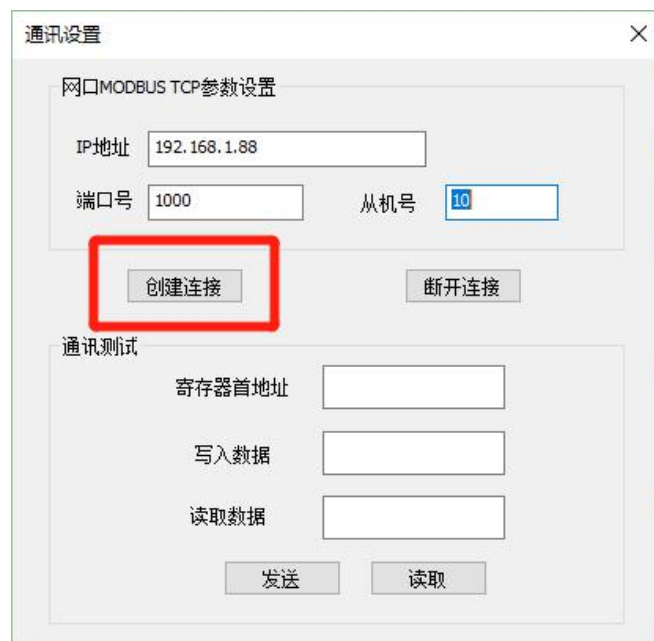 通讯设置
网口MODBUS TCP参数设置
IP地址 192.168.1.88
端口号 1000 从机号 10
创建连接 断开连接
通讯测试
寄存器首地址
写入数据
读取数据
发送 读取